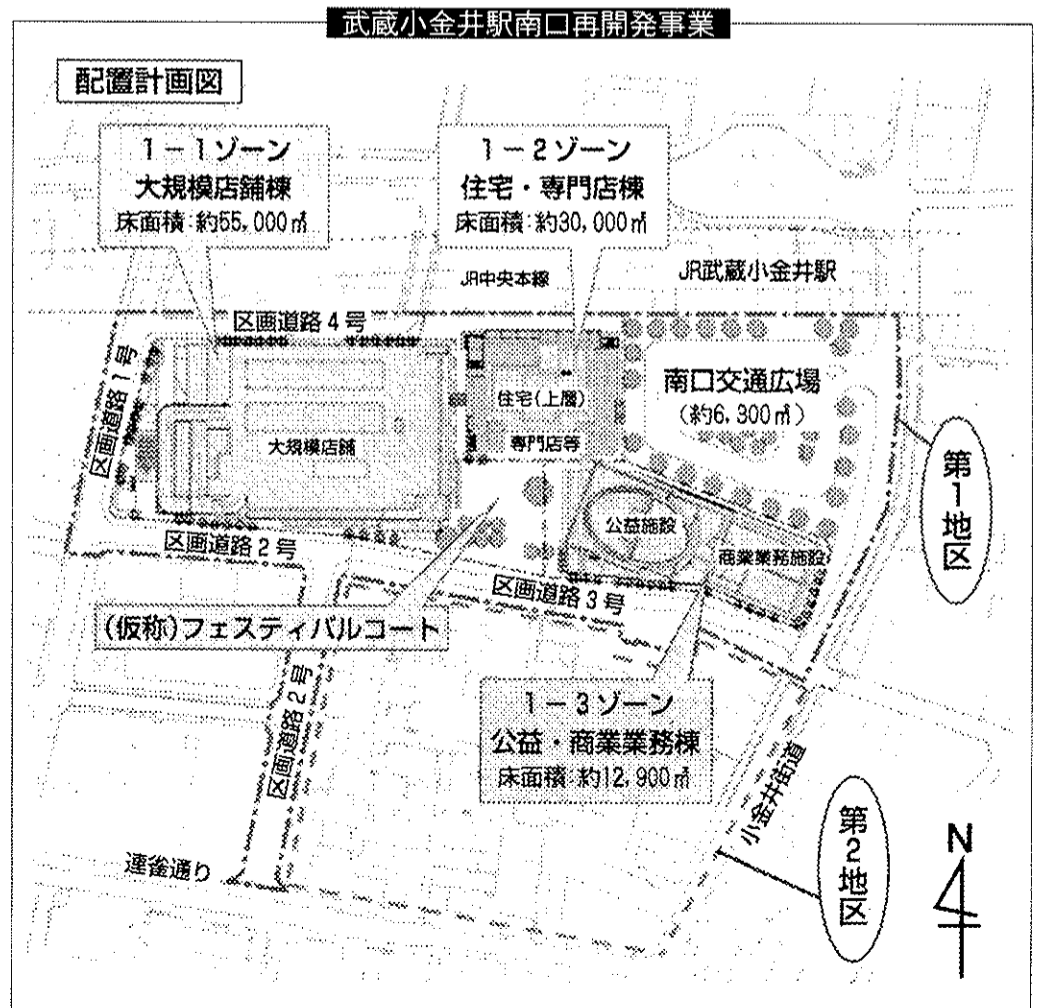 武蔵小金井駅南口再開発事業
配置計画図
1－1ゾーン
大規模店舗棟
床面積:約55,000㎡
1－2ゾーン
住宅・専門店棟
床面積:約30,000㎡
JR中央本線
JR武蔵小金井駅
区画道路4号
区画道路1号
住宅(上層)
専門店等
大規模店舗
南口交通広場
(約6,300㎡)
第1地区
公益施設
商業業務施設
区画道路2号
区画道路3号
(仮称)フェスティバルコート
区画道路2号
1－3ゾーン
公益・商業業務棟
床面積:約12,900㎡
小金井街道
第2地区
連雀通り
N